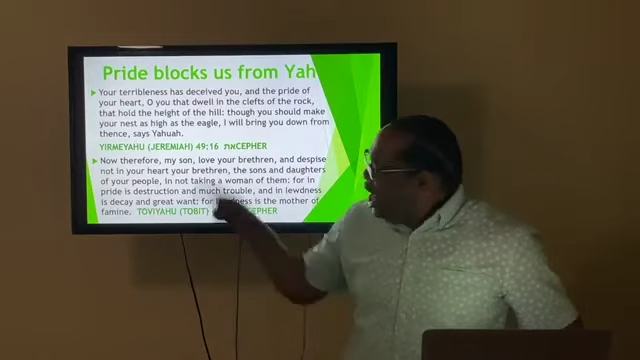 Pride blocks us from Yah
Your terribleness has deceived you, and the pride of
your heart, O you that dwell in the clefts of the rock,
that hold the height of the hill: though you should make
your nest as high as the eagle, I will bring you down from
thence, says Yahuah.
YIRMEYAHU (JEREMIAH) 49:16 אתCEPHER
Now therefore, my son, love your brethren, and despise
not in your heart your brethren, the sons and daughters
of your people, in not taking a woman of them: for in
pride is destruction and much trouble, and in lewdness
is decay and great want: for is the mother of
famine. TOVIYAHU (TOBIT) CEPHER